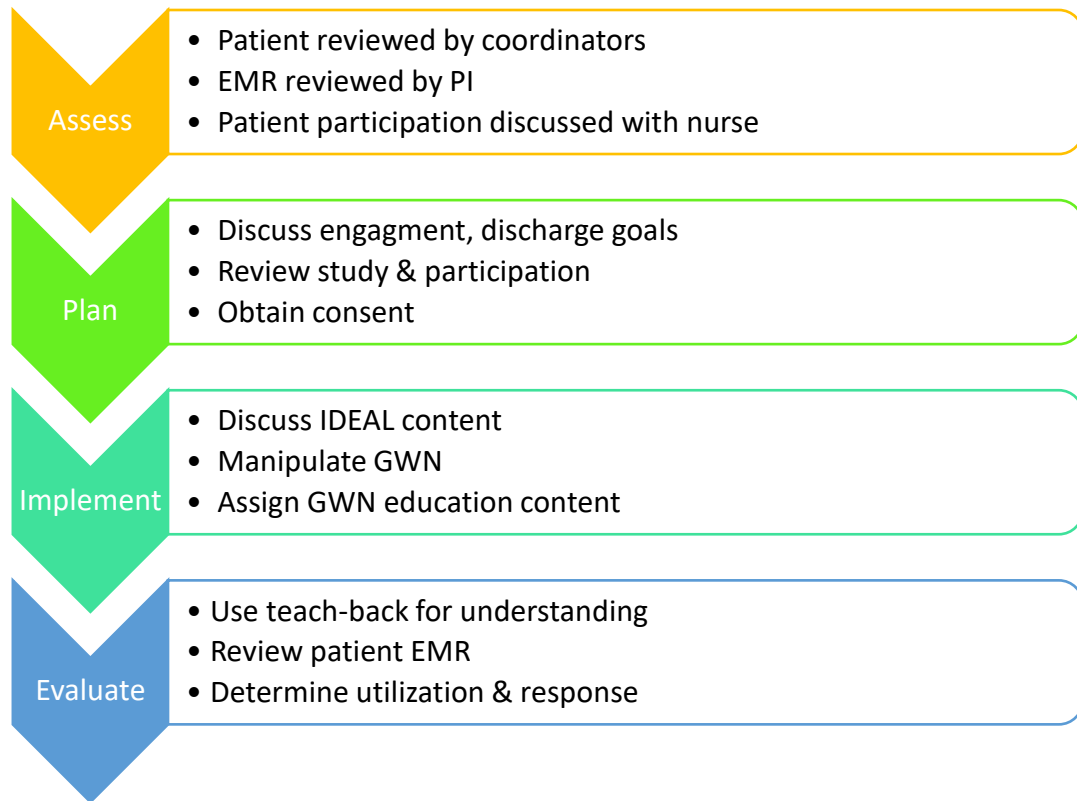 Assess
• Patient reviewed by coordinators
• EMR reviewed by PI
• Patient participation discussed with nurse
Plan
• Discuss engagment, discharge goals
• Review study & participation
• Obtain consent
Implement
• Discuss IDEAL content
• Manipulate GWN
• Assign GWN education content
Evaluate
• Use teach-back for understanding
• Review patient EMR
• Determine utilization & response